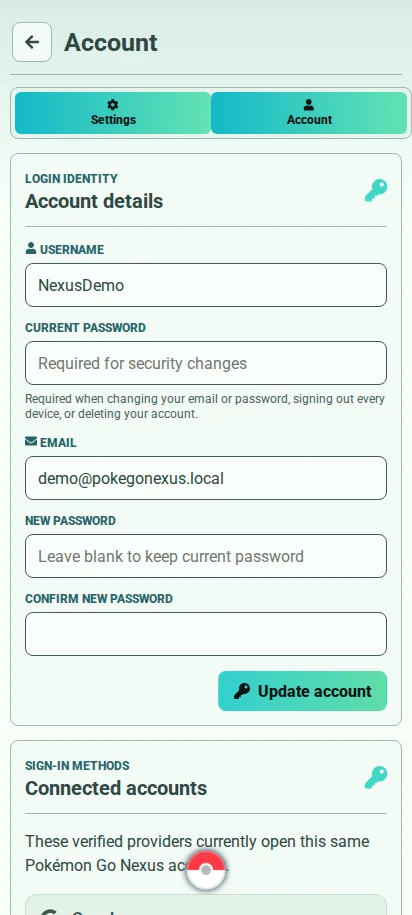 Account
Settings
Account
LOGIN IDENTITY
Account details
USERNAME
NexusDemo
CURRENT PASSWORD
Required for security changes
Required when changing your email or password, signing out every
device, or deleting your account.
EMAIL
demo@pokegonexus.local
NEW PASSWORD
Leave blank to keep current password
CONFIRM NEW PASSWORD
Update account
SIGN-IN METHODS
Connected accounts
These verified providers currently open this same
Pokémon Go Nexus